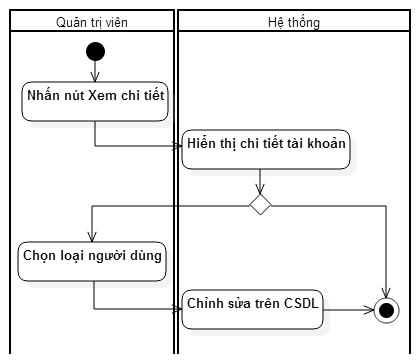 Quản trị viên
Hệ thống
Nhấn nút Xem chi tiết
Hiển thị chi tiết tài khoản
Chọn loại người dùng
Chỉnh sửa trên CSDL